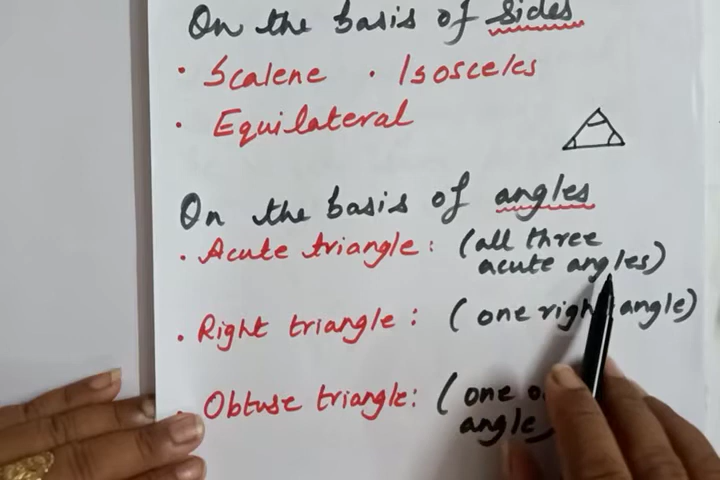 On the basis of Sides
· Scalene · Isosceles
· Equilateral
On the basis of angles
· Acute triangle: (all three
acute angles)
· Right triangle: (one right angle)
· Obtuse triangle: (one
angle)